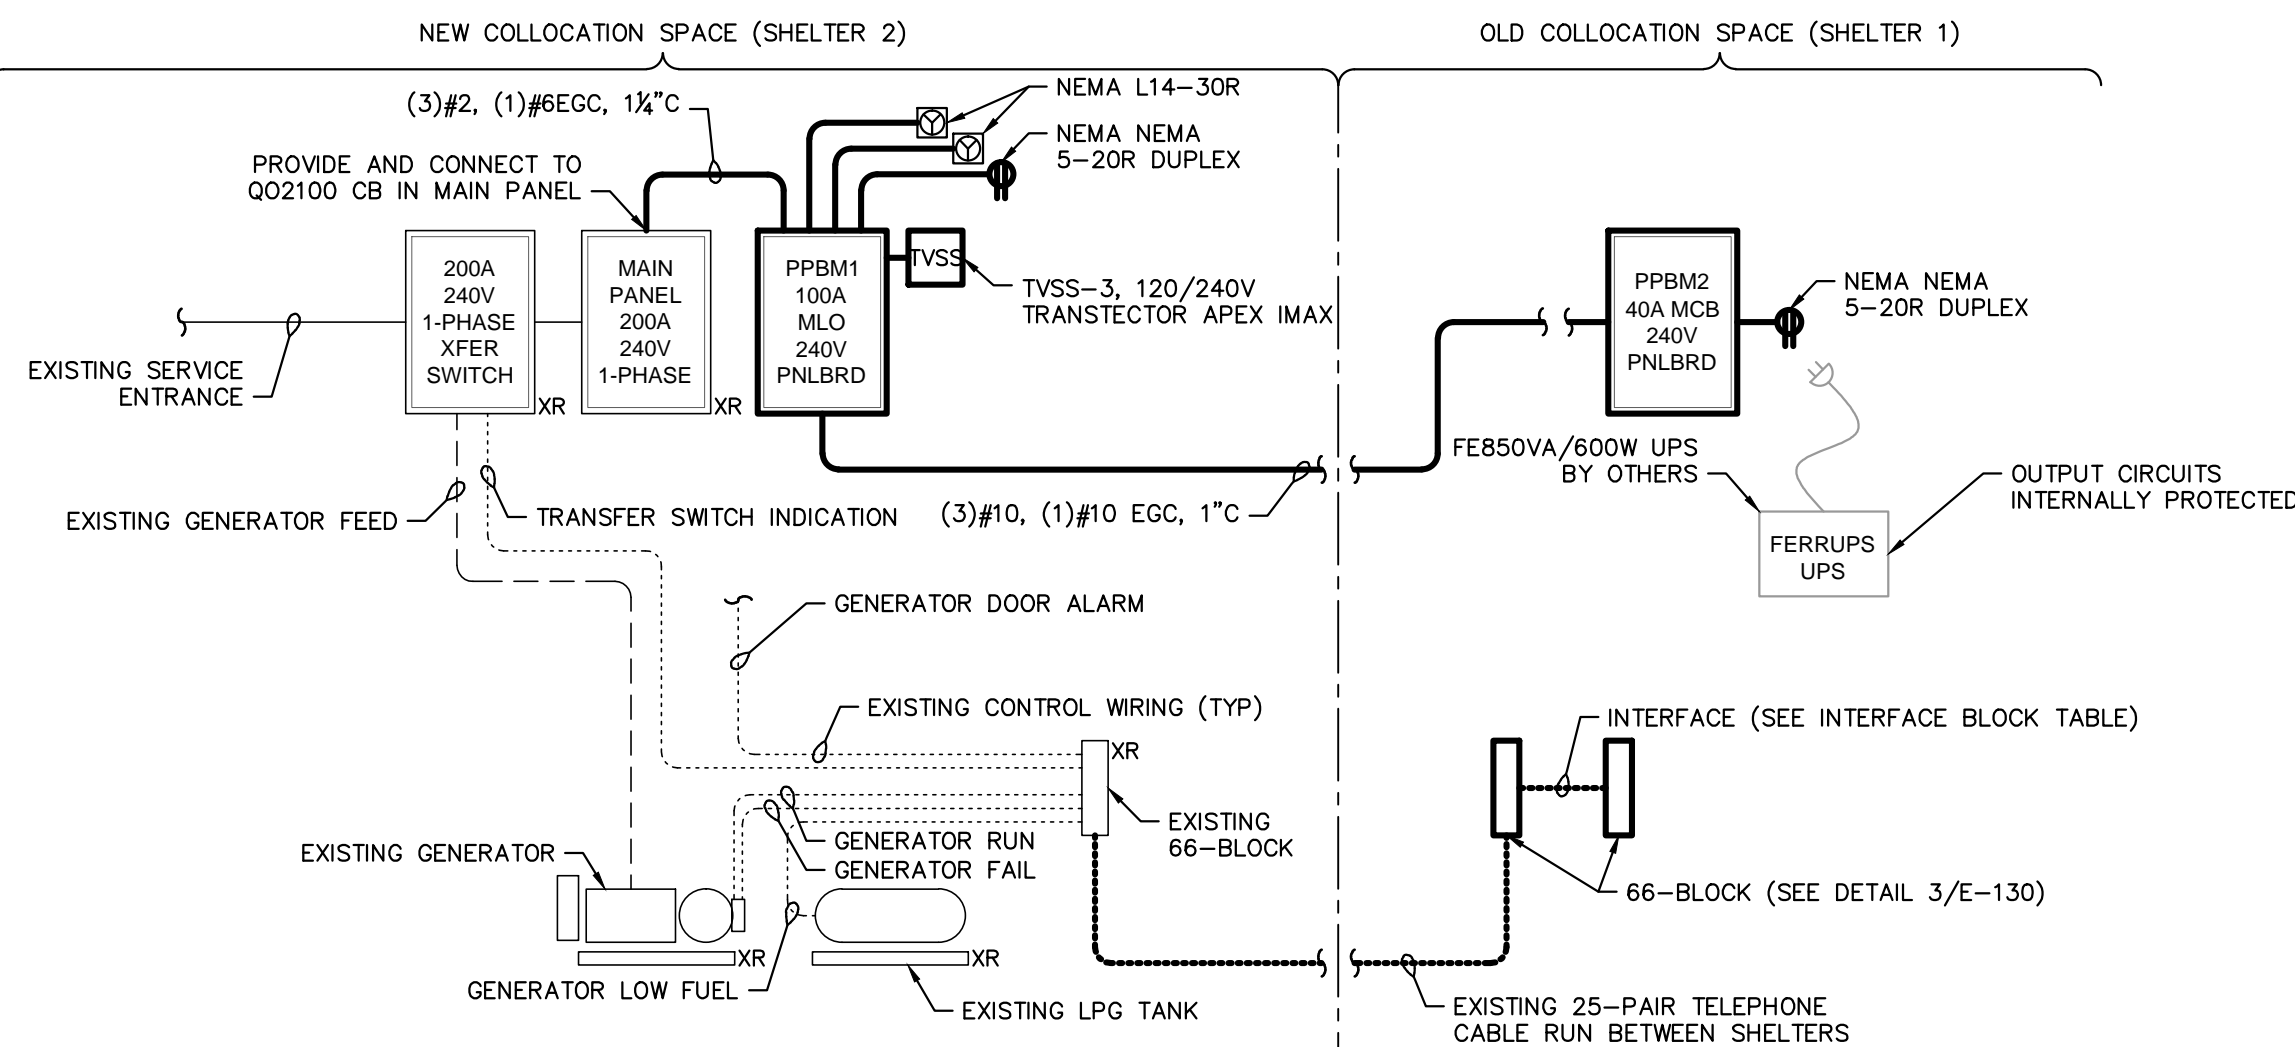 NEW COLLOCATION SPACE (SHELTER 2)
OLD COLLOCATION SPACE (SHELTER 1)
(3)#2, (1)#6EGC, 1¼"C
NEMA L14-30R
NEMA NEMA
5-20R DUPLEX
PROVIDE AND CONNECT TO
QO2100 CB IN MAIN PANEL
200A
240V
1-PHASE
XFER
SWITCH
XR
MAIN
PANEL
200A
240V
1-PHASE
XR
PPBM1
100A
MLO
240V
PNLBRD
TVSS
TVSS-3, 120/240V
TRANSTECTOR APEX IMAX
PPBM2
40A MCB
240V
PNLBRD
NEMA NEMA
5-20R DUPLEX
EXISTING SERVICE
ENTRANCE
FE850VA/600W UPS
BY OTHERS
OUTPUT CIRCUITS
INTERNALLY PROTECTED
FERRUPS
UPS
EXISTING GENERATOR FEED
TRANSFER SWITCH INDICATION
(3)#10, (1)#10 EGC, 1"C
GENERATOR DOOR ALARM
EXISTING CONTROL WIRING (TYP)
XR
INTERFACE (SEE INTERFACE BLOCK TABLE)
EXISTING
66-BLOCK
GENERATOR RUN
GENERATOR FAIL
EXISTING GENERATOR
66-BLOCK (SEE DETAIL 3/E-130)
XR
XR
GENERATOR LOW FUEL
EXISTING LPG TANK
EXISTING 25-PAIR TELEPHONE
CABLE RUN BETWEEN SHELTERS